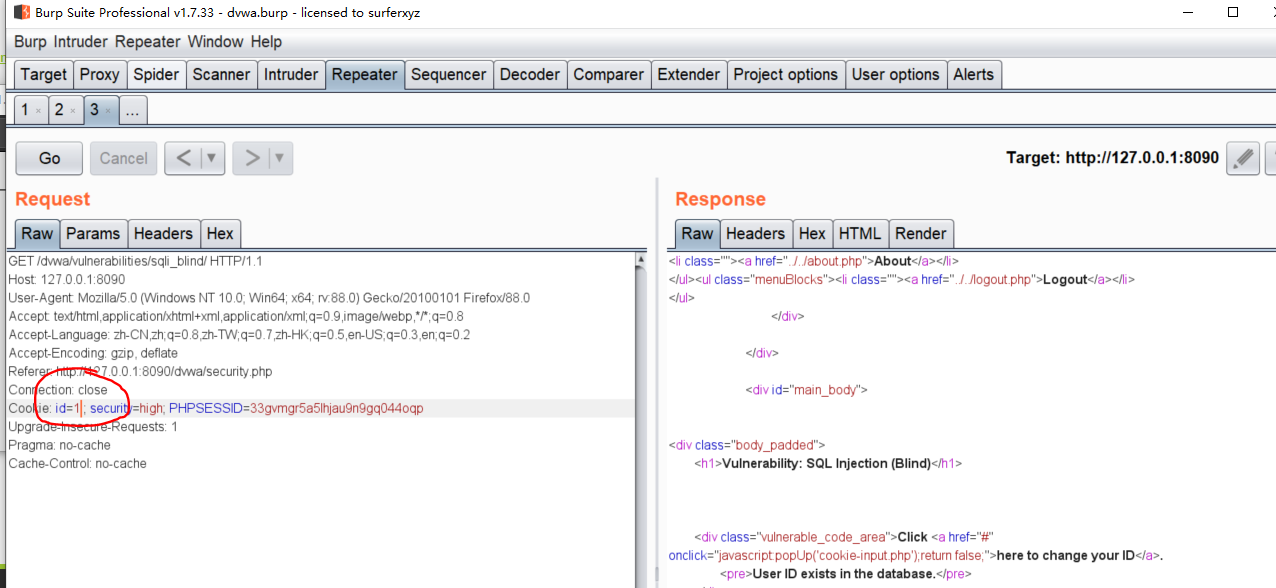 Burp Suite Professional v1.7.33 - dvwa.burp - licensed to surferxyz
Burp Intruder Repeater Window Help
Target Proxy Spider Scanner Intruder Repeater Sequencer Decoder Comparer Extender Project options User options Alerts
1 × 2 × 3 × ...
Go Cancel < ▼ > ▼ Target: http://127.0.0.1:8090
Request
Raw Params Headers Hex
GET /dvwa/vulnerabilities/sqli_blind/ HTTP/1.1
Host: 127.0.0.1:8090
User-Agent: Mozilla/5.0 (Windows NT 10.0; Win64; x64; rv:88.0) Gecko/20100101 Firefox/88.0
Accept: text/html,application/xhtml+xml,application/xml;q=0.9,image/webp,*/*;q=0.8
Accept-Language: zh-CN,zh;q=0.8,zh-TW;q=0.7,zh-HK;q=0.5,en-US;q=0.3,en;q=0.2
Accept-Encoding: gzip, deflate
Referer: http://127.0.0.1:8090/dvwa/security.php
Connection: close
Cookie: id=1 ; security=high; PHPSESSID=33gvmgr5a5lhjau9n9gq044oqp
Upgrade-Insecure-Requests: 1
Pragma: no-cache
Cache-Control: no-cache
Response
Raw Headers Hex HTML Render
<li class=""><a href="../../about.php">About</a></li>
</ul><ul class="menuBlocks"><li class=""><a href="../../logout.php">Logout</a></li>
</ul>
</div>
</div>
<div id="main_body">
<div class="body_padded">
<h1>Vulnerability: SQL Injection (Blind)</h1>
<div class="vulnerable_code_area">Click <a href="#"
onclick="javascript:popUp('cookie-input.php');return false;">here to change your ID</a>.
<pre>User ID exists in the database.</pre>